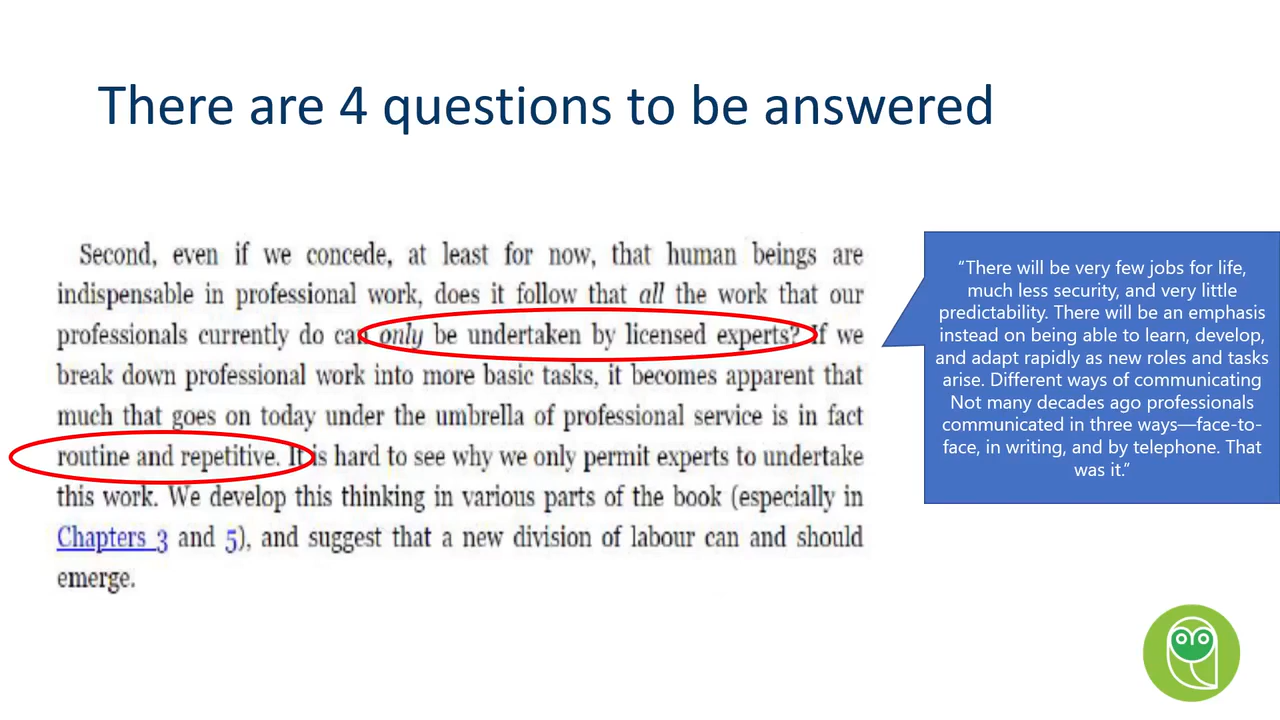 There are 4 questions to be answered
Second, even if we concede, at least for now, that human beings are
indispensable in professional work, does it follow that all the work that our
professionals currently do can only be undertaken by licensed experts? If we
break down professional work into more basic tasks, it becomes apparent that
much that goes on today under the umbrella of professional service is in fact
routine and repetitive. It is hard to see why we only permit experts to undertake
this work. We develop this thinking in various parts of the book (especially in
Chapters 3 and 5), and suggest that a new division of labour can and should
emerge.
“There will be very few jobs for life,
much less security, and very little
predictability. There will be an emphasis
instead on being able to learn, develop,
and adapt rapidly as new roles and tasks
arise. Different ways of communicating
Not many decades ago professionals
communicated in three ways—face-to-
face, in writing, and by telephone. That
was it.”